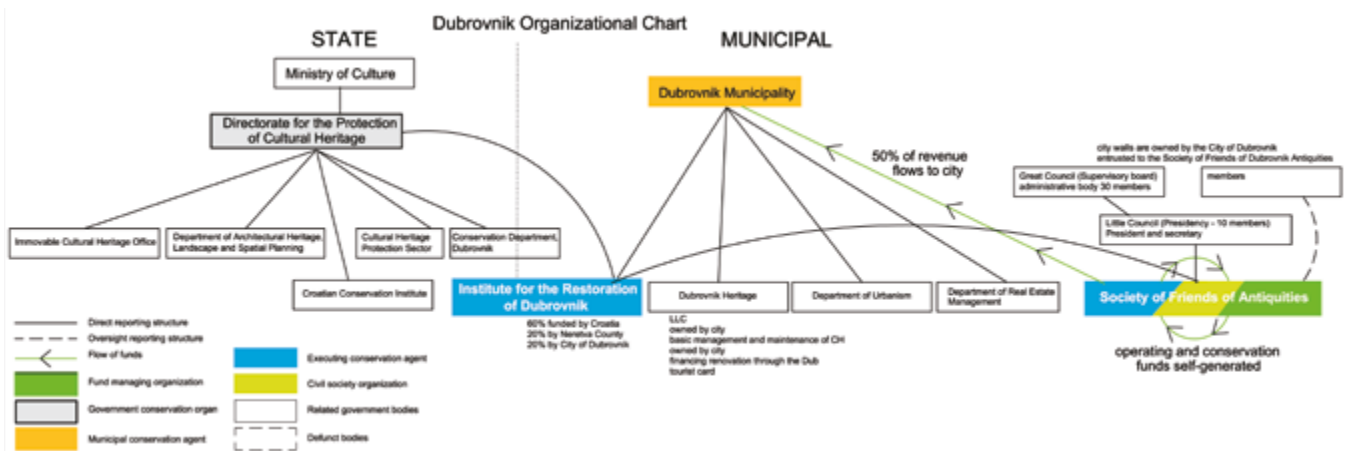 Dubrovnik Organizational Chart
STATE
MUNICIPAL
Ministry of Culture
Directorate for the Protection
of Cultural Heritage
Immovable Cultural Heritage Office
Department of Architectural Heritage,
Landscape and Spatial Planning
Cultural Heritage
Protection Sector
Conservation Department,
Dubrovnik
Croatian Conservation Institute
Dubrovnik Municipality
50% of revenue
flows to city
city walls are owned by the City of Dubrovnik
entrusted to the Society of Friends of Dubrovnik Antiquities
Great Council (Supervisory board)
administrative body 30 members
members
Little Council (Presidency - 10 members)
President and secretary
Institute for the Restoration
of Dubrovnik
60% funded by Croatia
20% by Neretva County
20% by City of Dubrovnik
Dubrovnik Heritage
LLC
owned by city
basic management and maintenance of CH
owned by city
financing renovation through the Dub
tourist card
Department of Urbanism
Department of Real Estate
Management
Society of Friends of Antiquities
operating and conservation
funds self-generated
Direct reporting structure
Oversight reporting structure
Flow of funds
Fund managing organization
Government conservation organ
Municipal conservation agent
Executing conservation agent
Civil society organization
Related government bodies
Defunct bodies